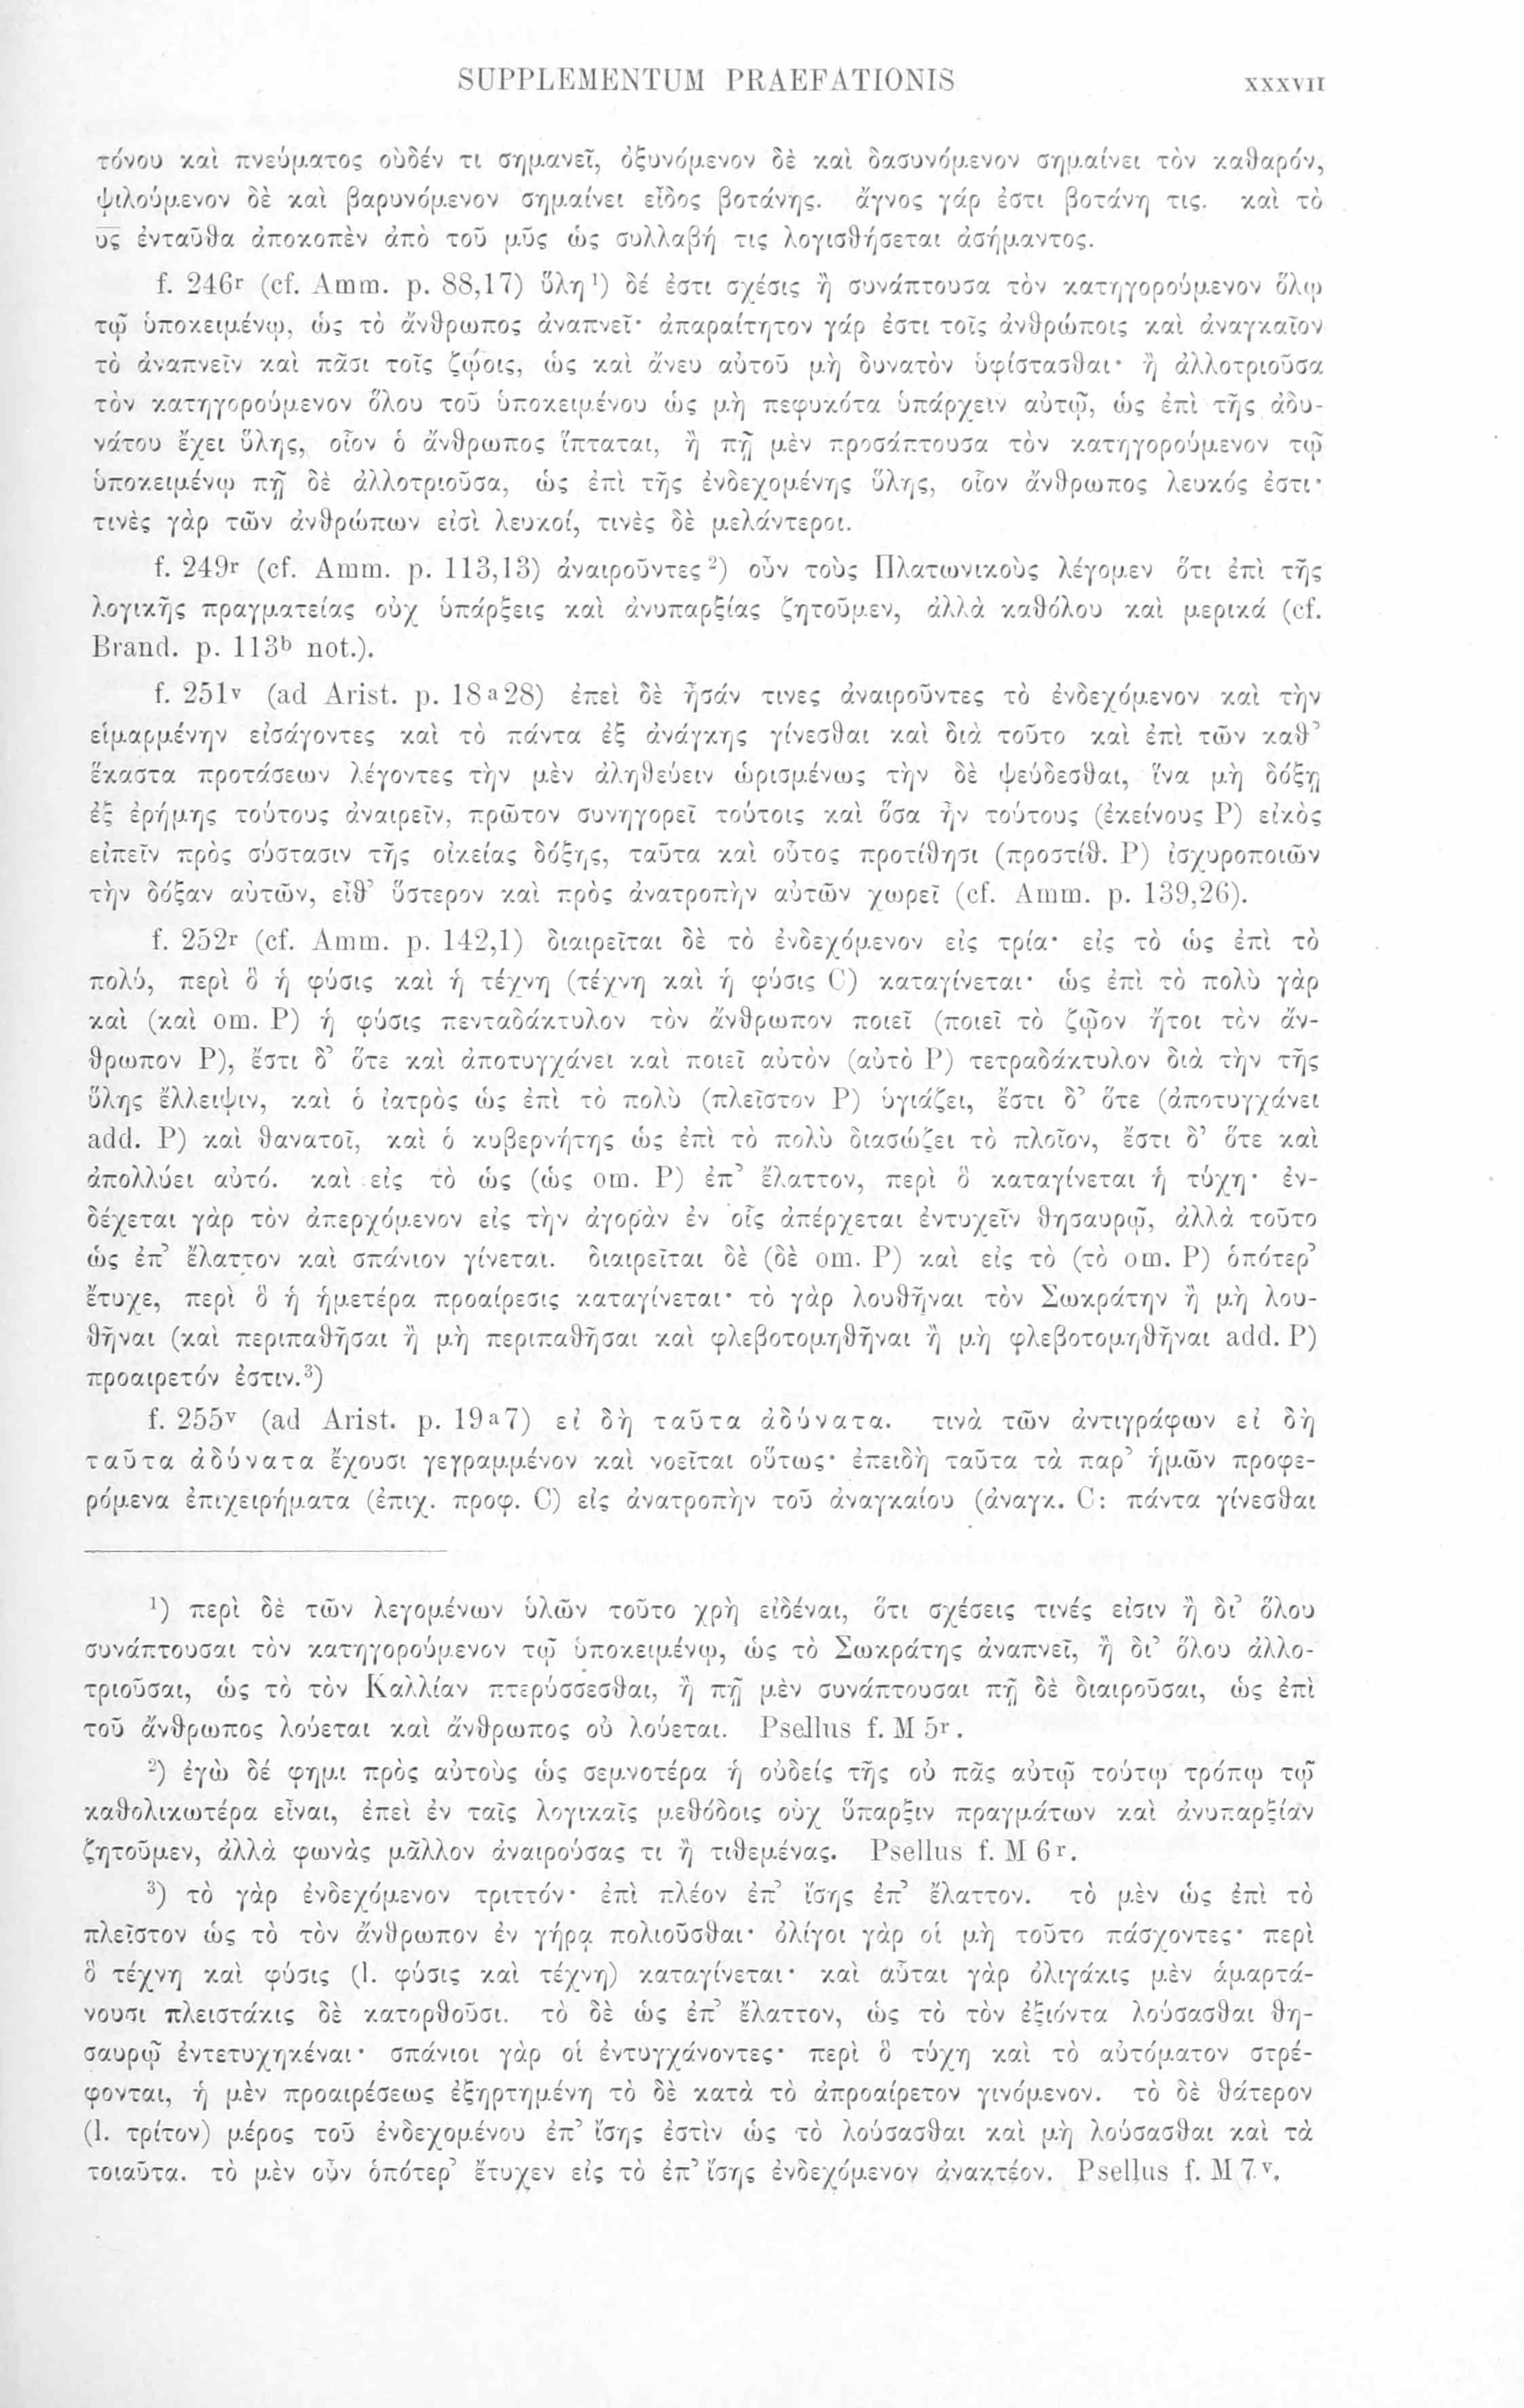 SUPPLEMENTUM PRAEFATIONIS XXXVII
τόνου καὶ πνεύματος οὐδέν τι σημανεῖ, ὀξυνόμενον δὲ καὶ δασυνόμενον σημαίνει τὸν καθαρόν,
ψιλούμενον δὲ καὶ βαρυνόμενον σημαίνει εἶδος βοτάνης. ἄγνος γάρ ἐστι βοτάνη τις. καὶ τὸ
υς ἐνταῦθα ἀποκοπὲν ἀπὸ τοῦ μῦς ὡς συλλαβή τις λογισθήσεται ἀσήμαντος.
f. 246r (cf. Amm. p. 88,17) ὕλη ¹) δέ ἐστι σχέσις ἢ συνάπτουσα τὸν κατηγορούμενον ὅλῳ
τῷ ὑποκειμένῳ, ὡς τὸ ἄνθρωπος ἀναπνεῖ· ἀπαραίτητον γάρ ἐστι τοῖς ἀνθρώποις καὶ ἀναγκαῖον
τὸ ἀναπνεῖν καὶ πᾶσι τοῖς ζῴοις, ὡς καὶ ἄνευ αὐτοῦ μὴ δυνατὸν ὑφίστασθαι· ἢ ἀλλοτριοῦσα
τὸν κατηγορούμενον ὅλου τοῦ ὑποκειμένου ὡς μὴ πεφυκότα ὑπάρχειν αὐτῷ, ὡς ἐπὶ τῆς ἀδυ-
νάτου ἔχει ὕλης, οἷον ὁ ἄνθρωπος ἵπταται, ἢ πῇ μὲν προσάπτουσα τὸν κατηγορούμενον τῷ
ὑποκειμένῳ πῇ δὲ ἀλλοτριοῦσα, ὡς ἐπὶ τῆς ἐνδεχομένης ὕλης, οἷον ἄνθρωπος λευκός ἐστι·
τινὲς γὰρ τῶν ἀνθρώπων εἰσὶ λευκοί, τινὲς δὲ μελάντεροι.
f. 249r (cf. Amm. p. 113,13) ἀναιροῦντες ²) οὖν τοὺς Πλατωνικοὺς λέγομεν ὅτι ἐπὶ τῆς
λογικῆς πραγματείας οὐχ ὑπάρξεις καὶ ἀνυπαρξίας ζητοῦμεν, ἀλλὰ καθόλου καὶ μερικά (cf.
Brand. p. 113b not.).
f. 251v (ad Arist. p. 18a28) ἐπεὶ δὲ ἦσάν τινες ἀναιροῦντες τὸ ἐνδεχόμενον καὶ τὴν
εἱμαρμένην εἰσάγοντες καὶ τὸ πάντα ἐξ ἀνάγκης γίνεσθαι καὶ διὰ τοῦτο καὶ ἐπὶ τῶν καθ’
ἕκαστα προτάσεων λέγοντες τὴν μὲν ἀληθεύειν ὡρισμένως τὴν δὲ ψεύδεσθαι, ἵνα μὴ δόξῃ
ἐξ ἐρήμης τούτους ἀναιρεῖν, πρῶτον συνηγορεῖ τούτοις καὶ ὅσα ἦν τούτους (ἐκείνους P) εἰκὸς
εἰπεῖν πρὸς σύστασιν τῆς οἰκείας δόξης, ταῦτα καὶ οὗτος προτίθησι (προστίθ. P) ἰσχυροποιῶν
τὴν δόξαν αὐτῶν, εἶθ’ ὕστερον καὶ πρὸς ἀνατροπὴν αὐτῶν χωρεῖ (cf. Amm. p. 139,26).
f. 252r (cf. Amm. p. 142,1) διαιρεῖται δὲ τὸ ἐνδεχόμενον εἰς τρία· εἰς τὸ ὡς ἐπὶ τὸ
πολύ, περὶ ὃ ἡ φύσις καὶ ἡ τέχνη (τέχνη καὶ ἡ φύσις C) καταγίνεται· ὡς ἐπὶ τὸ πολὺ γὰρ
καὶ (καὶ om. P) ἡ φύσις πενταδάκτυλον τὸν ἄνθρωπον ποιεῖ (ποιεῖ τὸ ζῷον ἤτοι τὸν ἄν-
θρωπον P), ἔστι δ’ ὅτε καὶ ἀποτυγχάνει καὶ ποιεῖ αὐτὸν (αὐτὸ P) τετραδάκτυλον διὰ τὴν τῆς
ὕλης ἔλλειψιν, καὶ ὁ ἰατρὸς ὡς ἐπὶ τὸ πολὺ (πλεῖστον P) ὑγιάζει, ἔστι δ’ ὅτε (ἀποτυγχάνει
add. P) καὶ θανατοῖ, καὶ ὁ κυβερνήτης ὡς ἐπὶ τὸ πολὺ διασώζει τὸ πλοῖον, ἔστι δ’ ὅτε καὶ
ἀπολλύει αὐτό. καὶ εἰς τὸ ὡς (ὡς om. P) ἐπ’ ἔλαττον, περὶ ὃ καταγίνεται ἡ τύχη· ἐν-
δέχεται γὰρ τὸν ἀπερχόμενον εἰς τὴν ἀγορὰν ἐν οἷς ἀπέρχεται ἐντυχεῖν θησαυρῷ, ἀλλὰ τοῦτο
ὡς ἐπ’ ἔλαττον καὶ σπάνιον γίνεται. διαιρεῖται δὲ (δὲ om. P) καὶ εἰς τὸ (τὸ om. P) ὁπότερ’
ἔτυχε, περὶ ὃ ἡ ἡμετέρα προαίρεσις καταγίνεται· τὸ γὰρ λουθῆναι τὸν Σωκράτην ἢ μὴ λου-
θῆναι (καὶ περιπαθῆσαι ἢ μὴ περιπαθῆσαι καὶ φλεβοτομηθῆναι ἢ μὴ φλεβοτομηθῆναι add. P)
προαιρετόν ἐστιν.³)
f. 255v (ad Arist. p. 19a7) εἰ δὴ ταῦτα ἀδύνατα. τινὰ τῶν ἀντιγράφων εἰ δὴ
ταῦτα ἀδύνατα ἔχουσι γεγραμμένον καὶ νοεῖται οὕτως· ἐπειδὴ ταῦτα τὰ παρ’ ἡμῶν προφε-
ρόμενα ἐπιχειρήματα (ἐπιχ. προφ. C) εἰς ἀνατροπὴν τοῦ ἀναγκαίου (ἀναγκ. C: πάντα γίνεσθαι
¹) περὶ δὲ τῶν λεγομένων ὑλῶν τοῦτο χρὴ εἰδέναι, ὅτι σχέσεις τινές εἰσιν ἢ δι’ ὅλου
συνάπτουσαι τὸν κατηγορούμενον τῷ ὑποκειμένῳ, ὡς τὸ Σωκράτης ἀναπνεῖ, ἢ δι’ ὅλου ἀλλο-
τριοῦσαι, ὡς τὸ τὸν Καλλίαν πτερύσσεσθαι, ἢ πῇ μὲν συνάπτουσαι πῇ δὲ διαιροῦσαι, ὡς ἐπὶ
τοῦ ἄνθρωπος λούεται καὶ ἄνθρωπος οὐ λούεται. Psellus f. M 5r.
²) ἐγὼ δέ φημι πρὸς αὐτοὺς ὡς σεμνοτέρα ἡ οὐδείς τῆς οὐ πᾶς αὐτῷ τούτῳ τρόπῳ τῷ
καθολικωτέρα εἶναι, ἐπεὶ ἐν ταῖς λογικαῖς μεθόδοις οὐχ ὕπαρξιν πραγμάτων καὶ ἀνυπαρξίαν
ζητοῦμεν, ἀλλὰ φωνὰς μᾶλλον ἀναιρούσας τι ἢ τιθεμένας. Psellus f. M 6r.
³) τὸ γὰρ ἐνδεχόμενον τριττόν· ἐπὶ πλέον ἐπ’ ἴσης ἐπ’ ἔλαττον. τὸ μὲν ὡς ἐπὶ τὸ
πλεῖστον ὡς τὸ τὸν ἄνθρωπον ἐν γήρᾳ πολιοῦσθαι· ὀλίγοι γὰρ οἱ μὴ τοῦτο πάσχοντες· περὶ
ὃ τέχνη καὶ φύσις (l. φύσις καὶ τέχνη) καταγίνεται· καὶ αὗται γὰρ ὀλιγάκις μὲν ἁμαρτά-
νουσι πλειστάκις δὲ κατορθοῦσι. τὸ δὲ ὡς ἐπ’ ἔλαττον, ὡς τὸ τὸν ἐξιόντα λούσασθαι θη-
σαυρῷ ἐντετυχηκέναι· σπάνιοι γὰρ οἱ ἐντυγχάνοντες· περὶ ὃ τύχη καὶ τὸ αὐτόματον στρέ-
φονται, ἡ μὲν προαιρέσεως ἐξηρτημένη τὸ δὲ κατὰ τὸ ἀπροαίρετον γινόμενον. τὸ δὲ θάτερον
(l. τρίτον) μέρος τοῦ ἐνδεχομένου ἐπ’ ἴσης ἐστὶν ὡς τὸ λούσασθαι καὶ μὴ λούσασθαι καὶ τὰ
τοιαῦτα. τὸ μὲν οὖν ὁπότερ’ ἔτυχεν εἰς τὸ ἐπ’ ἴσης ἐνδεχόμενον ἀνακτέον. Psellus f. M 7v.